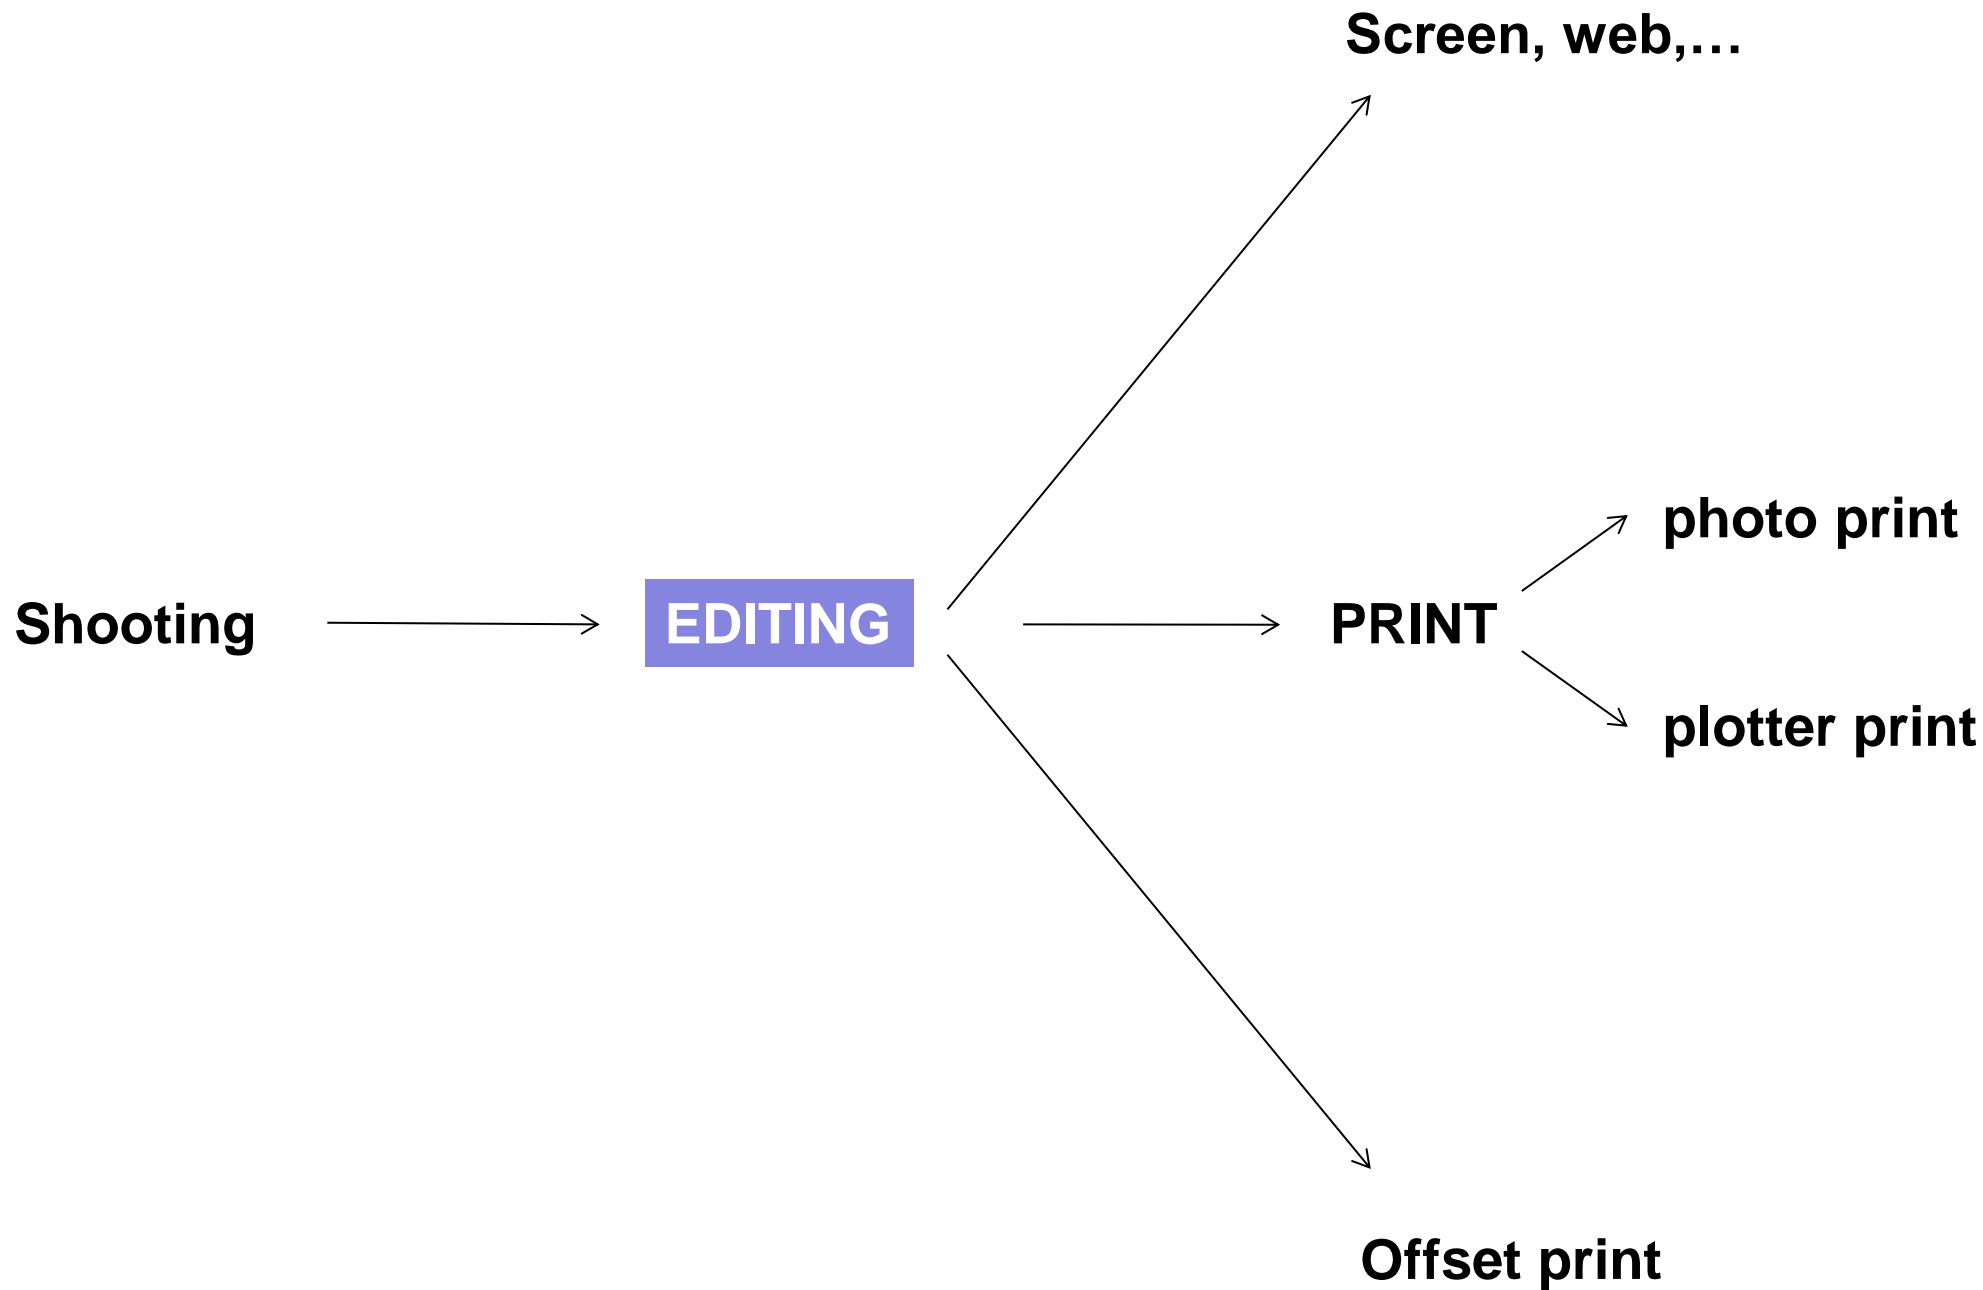 Screen, web,…
photo print
Shooting
EDITING
PRINT
plotter print
Offset print